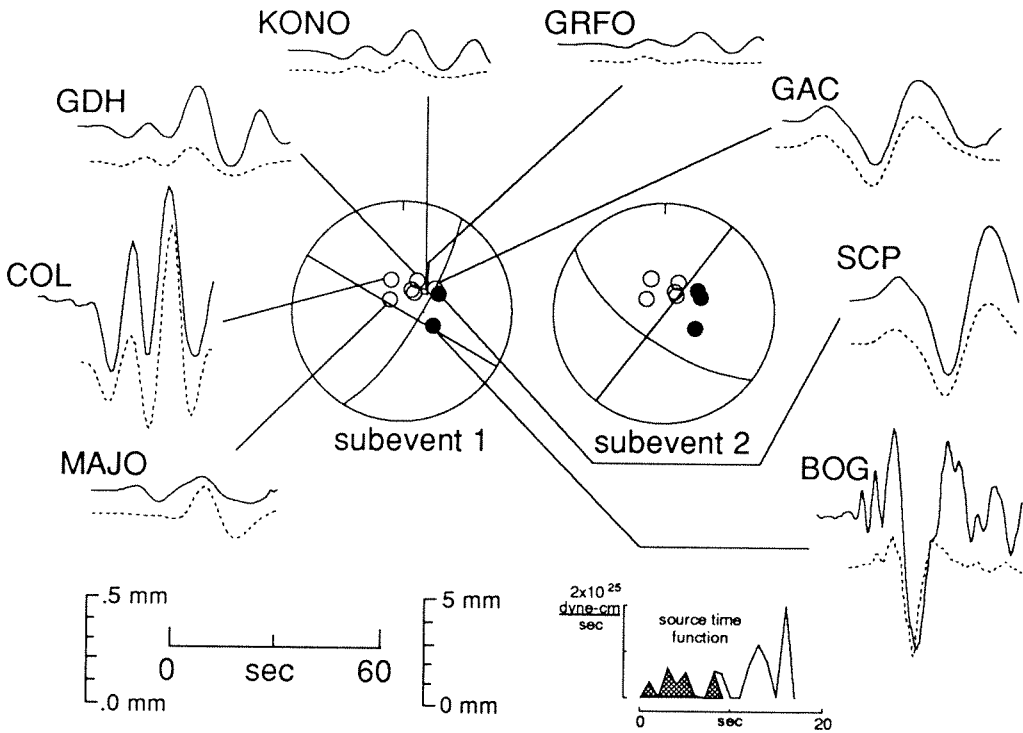 KONO
GRFO
GDH
GAC
COL
SCP
subevent 1
subevent 2
MAJO
BOG
.5 mm
.0 mm
0 sec 60
5 mm
0 mm
2x10 25
dyne-cm
sec
source time
function
0 sec 20